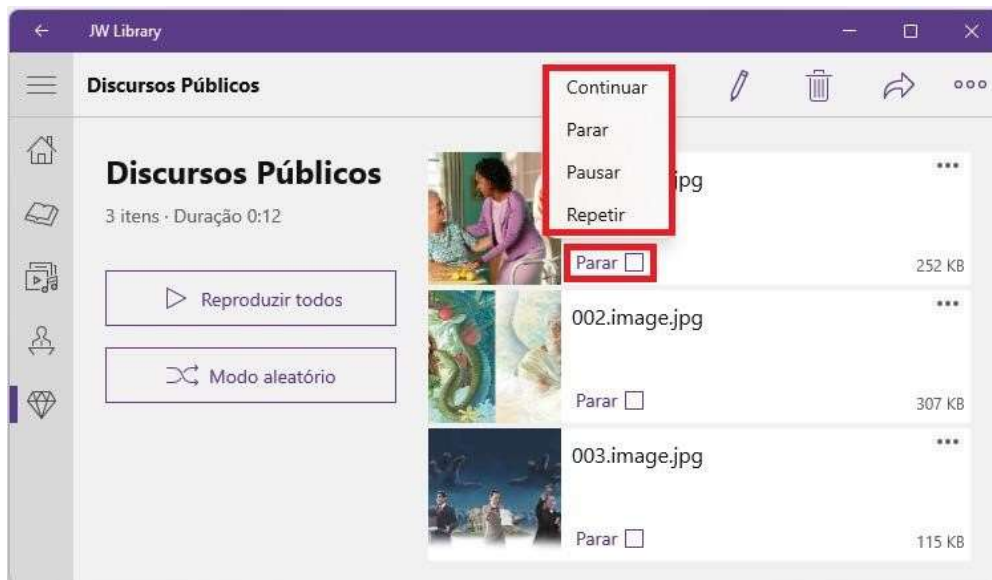 JW Library
Discursos Públicos
Continuar
Parar
Pausar
Repetir
Discursos Públicos
3 itens · Duração 0:12
Reproduzir todos
Modo aleatório
jpg
Parar
252 KB
002.image.jpg
Parar
307 KB
003.image.jpg
Parar
115 KB